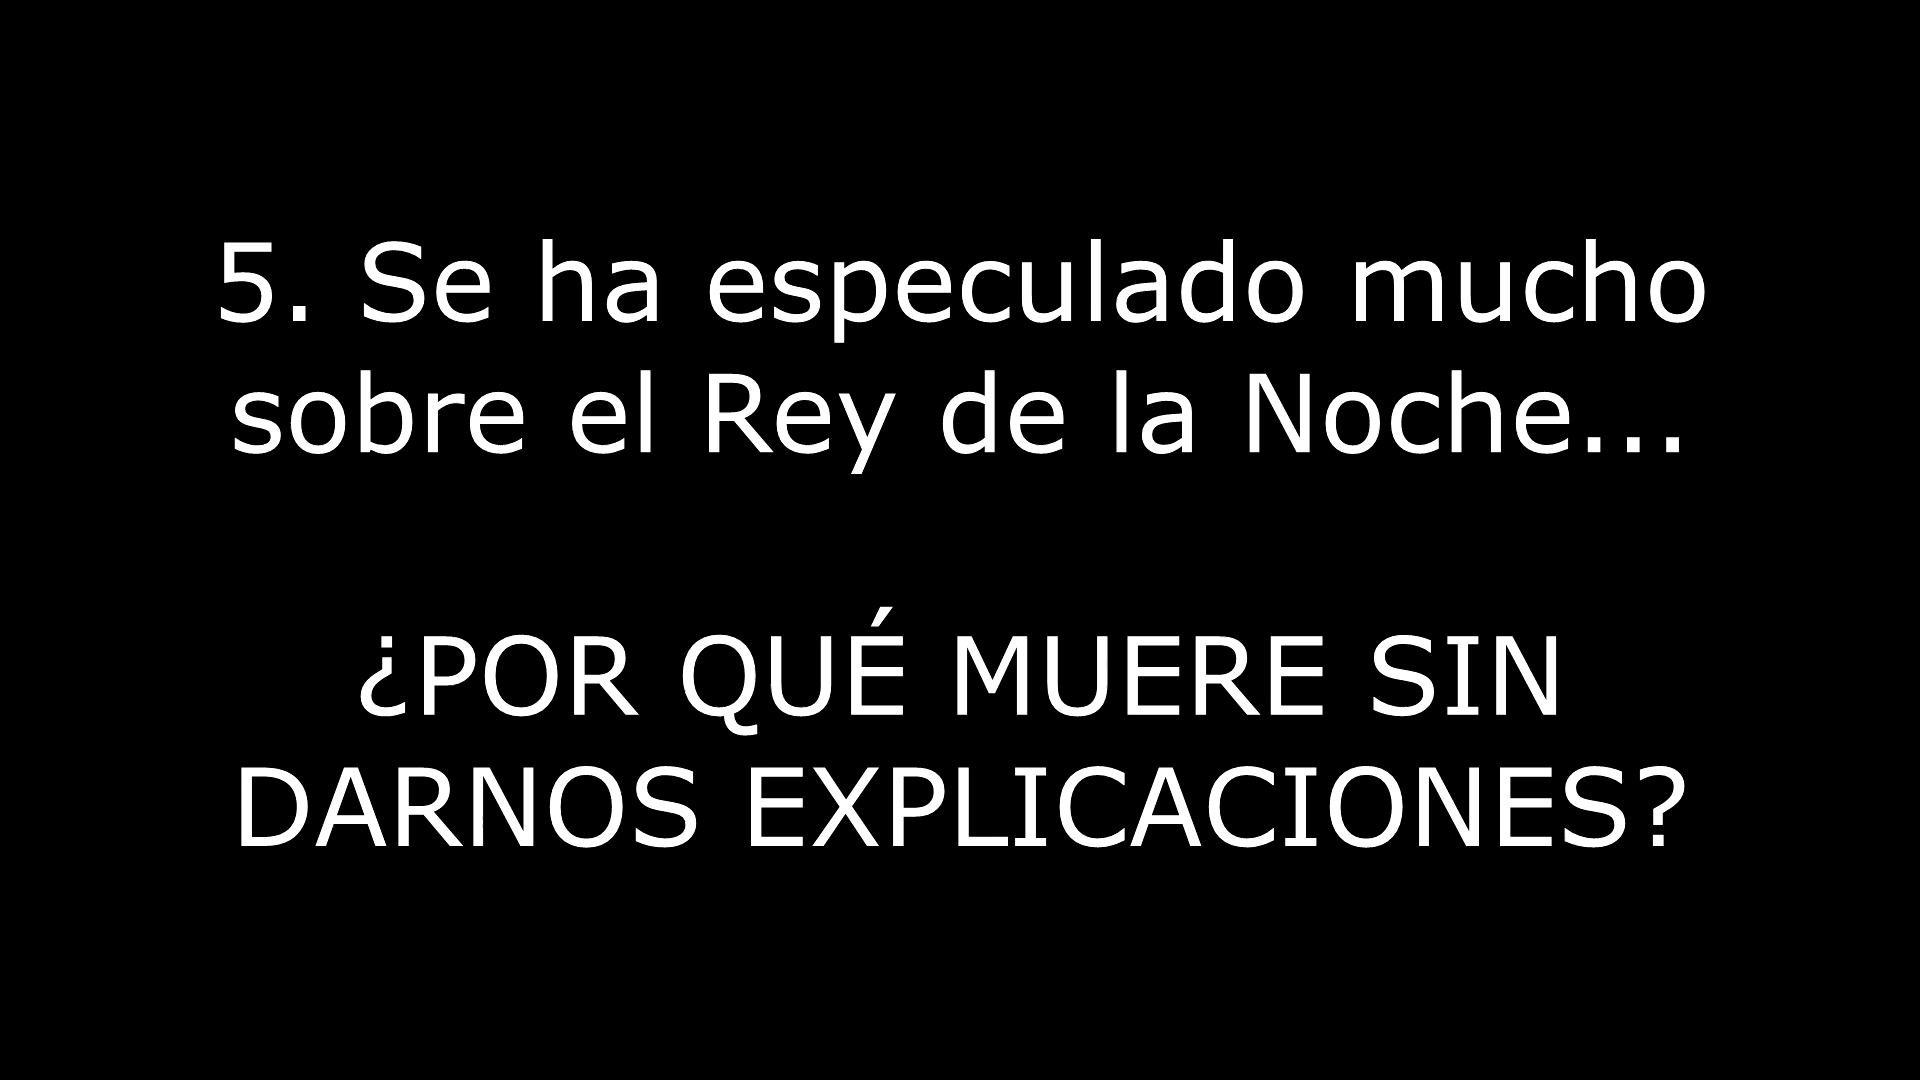 5. Se ha especulado mucho
sobre el Rey de la Noche...
¿POR QUÉ MUERE SIN
DARNOS EXPLICACIONES?